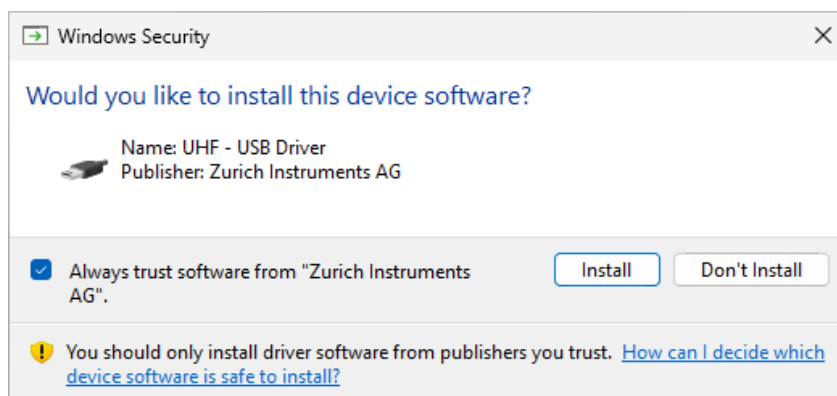 Windows Security
Would you like to install this device software?
Name: UHF - USB Driver
Publisher: Zurich Instruments AG
Always trust software from "Zurich Instruments
AG".
Install
Don't Install
You should only install driver software from publishers you trust. How can I decide which
device software is safe to install?